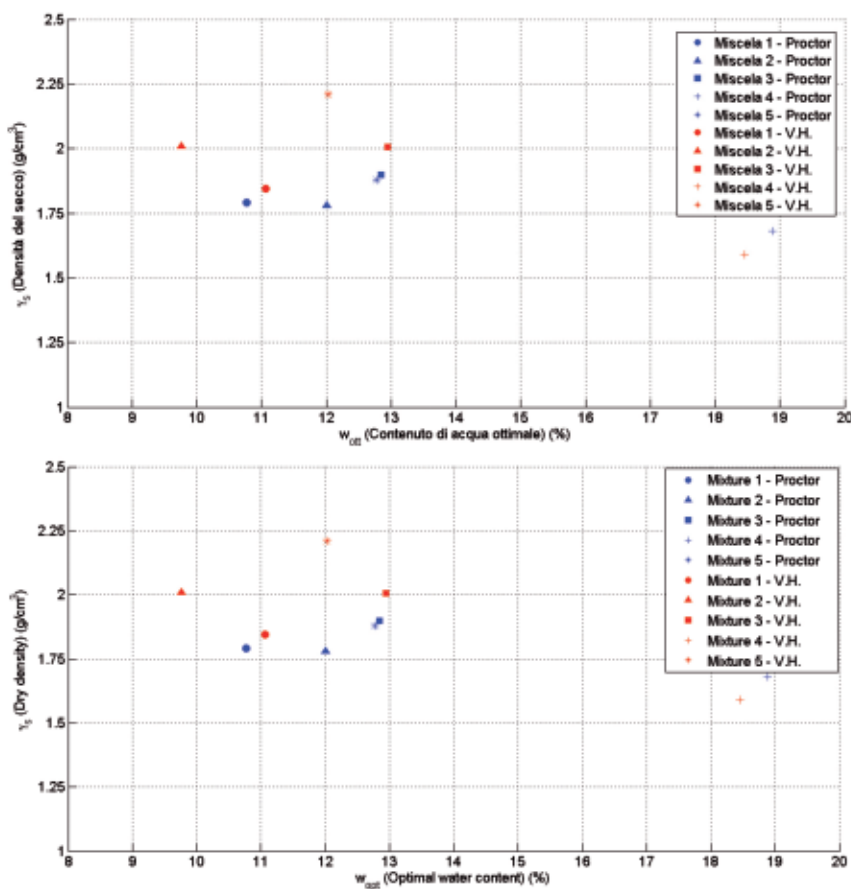 2.5
2.25
2
1.75
1.5
1.25
1
γs (Densità del secco) (g/cm³)
Miscela 1 - Proctor
Miscela 2 - Proctor
Miscela 3 - Proctor
Miscela 4 - Proctor
Miscela 5 - Proctor
Miscela 1 - V.H.
Miscela 2 - V.H.
Miscela 3 - V.H.
Miscela 4 - V.H.
Miscela 5 - V.H.
8 9 10 11 12 13 14 15 16 17 18 19 20
wott (Contenuto di acqua ottimale) (%)
2.5
2.25
2
1.75
1.5
1.25
1
γs (Dry density) (g/cm³)
Mixture 1 - Proctor
Mixture 2 - Proctor
Mixture 3 - Proctor
Mixture 4 - Proctor
Mixture 5 - Proctor
Mixture 1 - V.H.
Mixture 2 - V.H.
Mixture 3 - V.H.
Mixture 4 - V.H.
Mixture 5 - V.H.
8 9 10 11 12 13 14 15 16 17 18 19 20
wopt (Optimal water content) (%)